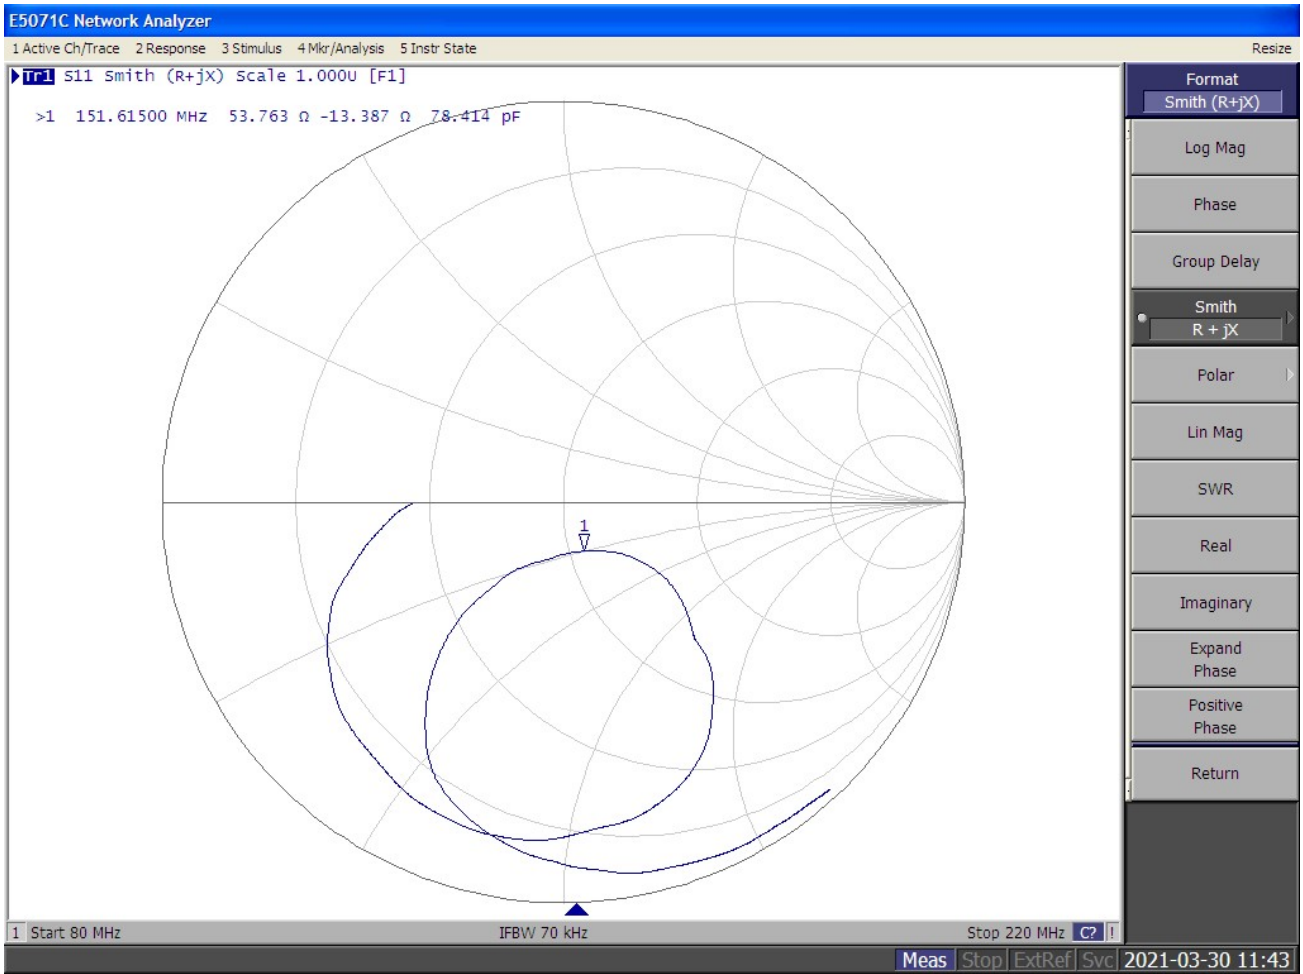 E5071C Network Analyzer
1 Active Ch/Trace 2 Response 3 Stimulus 4 Mkr/Analysis 5 Instr State Resize
Tr1 S11 Smith (R+jX) Scale 1.000U [F1]
>1 151.61500 MHz 53.763 Ω -13.387 Ω 78.414 pF
1
Format
Smith (R+jX)
Log Mag
Phase
Group Delay
Smith
R + jX
Polar
Lin Mag
SWR
Real
Imaginary
Expand
Phase
Positive
Phase
Return
1 Start 80 MHz IFBW 70 kHz Stop 220 MHz C? !
Meas Stop ExtRef Svc 2021-03-30 11:43